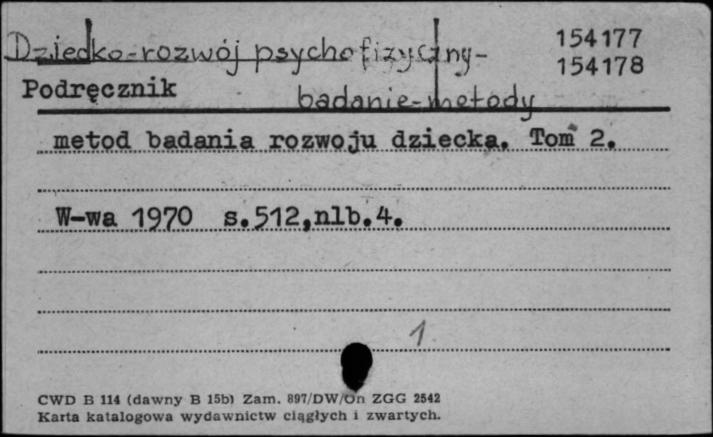 Dziecko-rozwój psychofizyczny-
154177
154178
Podręcznik
badanie-metody
metod badania rozwoju dziecka. Tom 2.
W-wa 1970 s.512,nlb.4.
1
CWD B 114 (dawny B 15b) Zam. 897/DW/On ZGG 2542
Karta katalogowa wydawnictw ciągłych i zwartych.